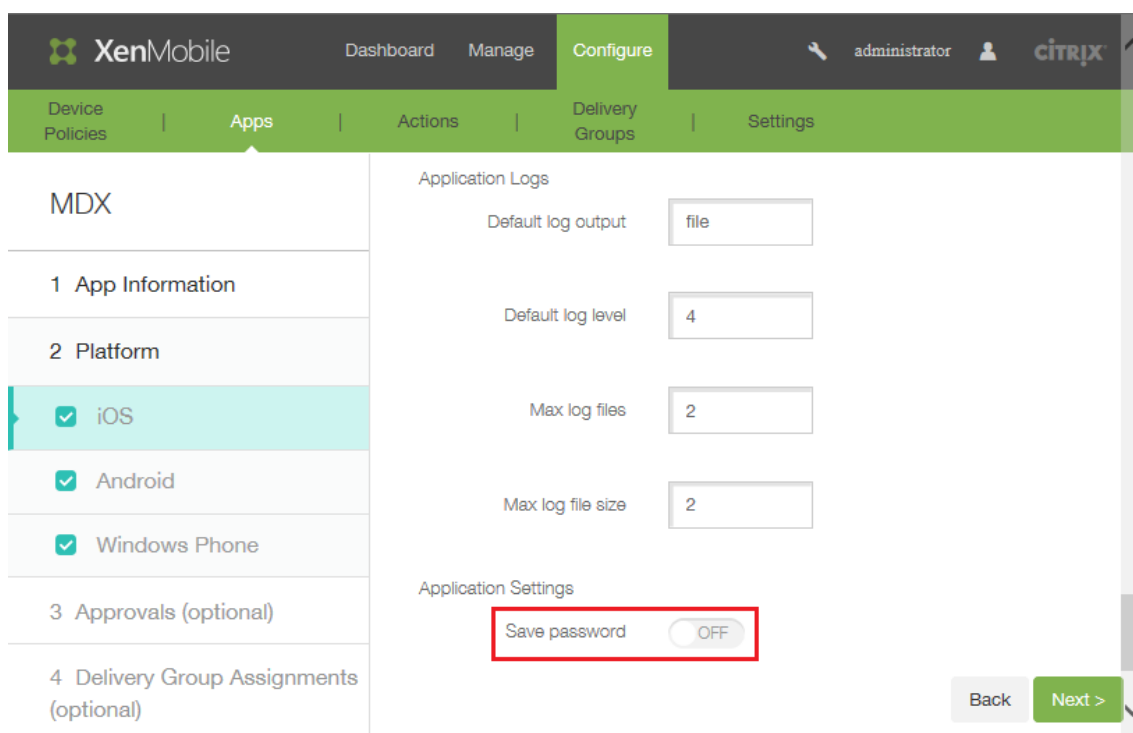 XenMobile
Dashboard Manage Configure administrator CİTRIX
Device
Policies | Apps | Actions | Delivery
Groups | Settings
MDX
1 App Information
2 Platform
iOS
Android
Windows Phone
3 Approvals (optional)
4 Delivery Group Assignments
(optional)
Application Logs
Default log output file
Default log level 4
Max log files 2
Max log file size 2
Application Settings
Save password OFF
Back Next >